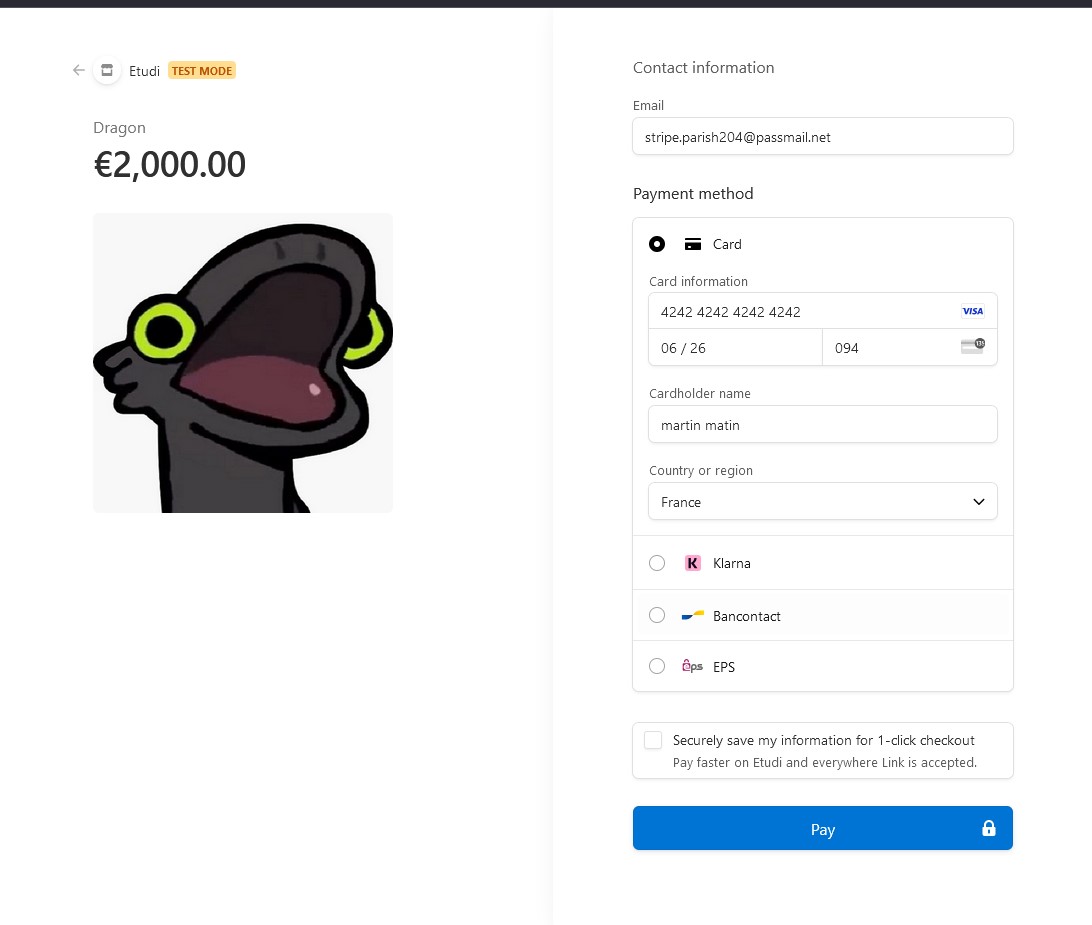 Etudi TEST MODE
Dragon
€2,000.00
Contact information
Email
stripe.parish204@passmail.net
Payment method
Card
Card information
4242 4242 4242 4242 VISA
06 / 26 094 135
Cardholder name
martin matin
Country or region
France
K Klarna
Bancontact
eps EPS
Securely save my information for 1-click checkout
Pay faster on Etudi and everywhere Link is accepted.
Pay